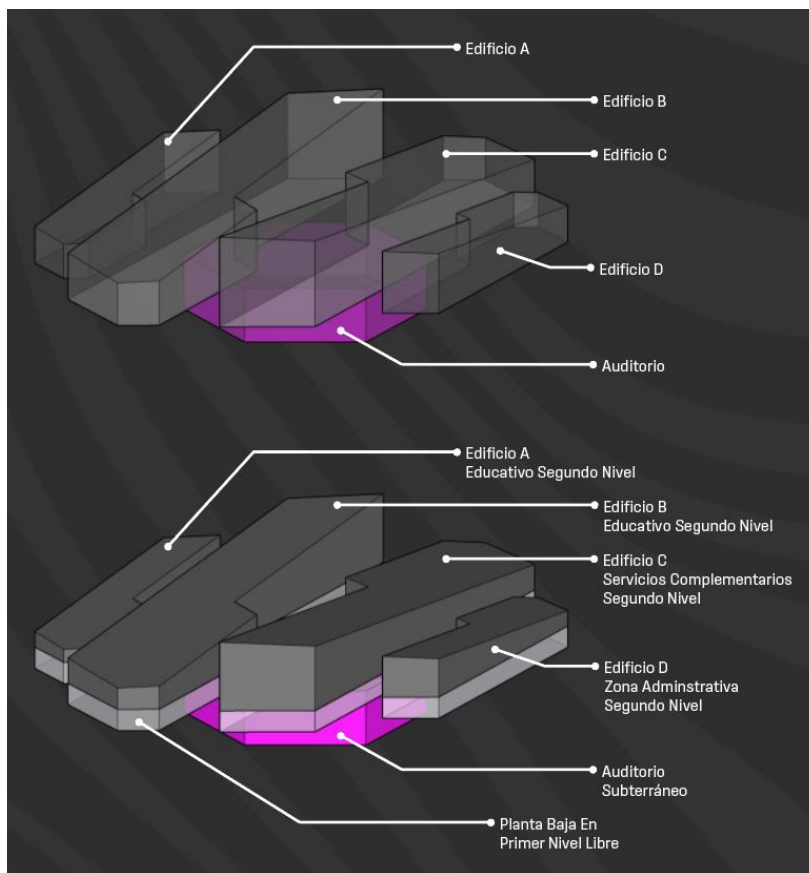 Edificio A
Edificio B
Edificio C
Edificio D
Auditorio
Edificio A
Educativo Segundo Nivel
Edificio B
Educativo Segundo Nivel
Edificio C
Servicios Complementarios
Segundo Nivel
Edificio D
Zona Adminstrativa
Segundo Nivel
Auditorio
Subterráneo
Planta Baja En
Primer Nivel Libre